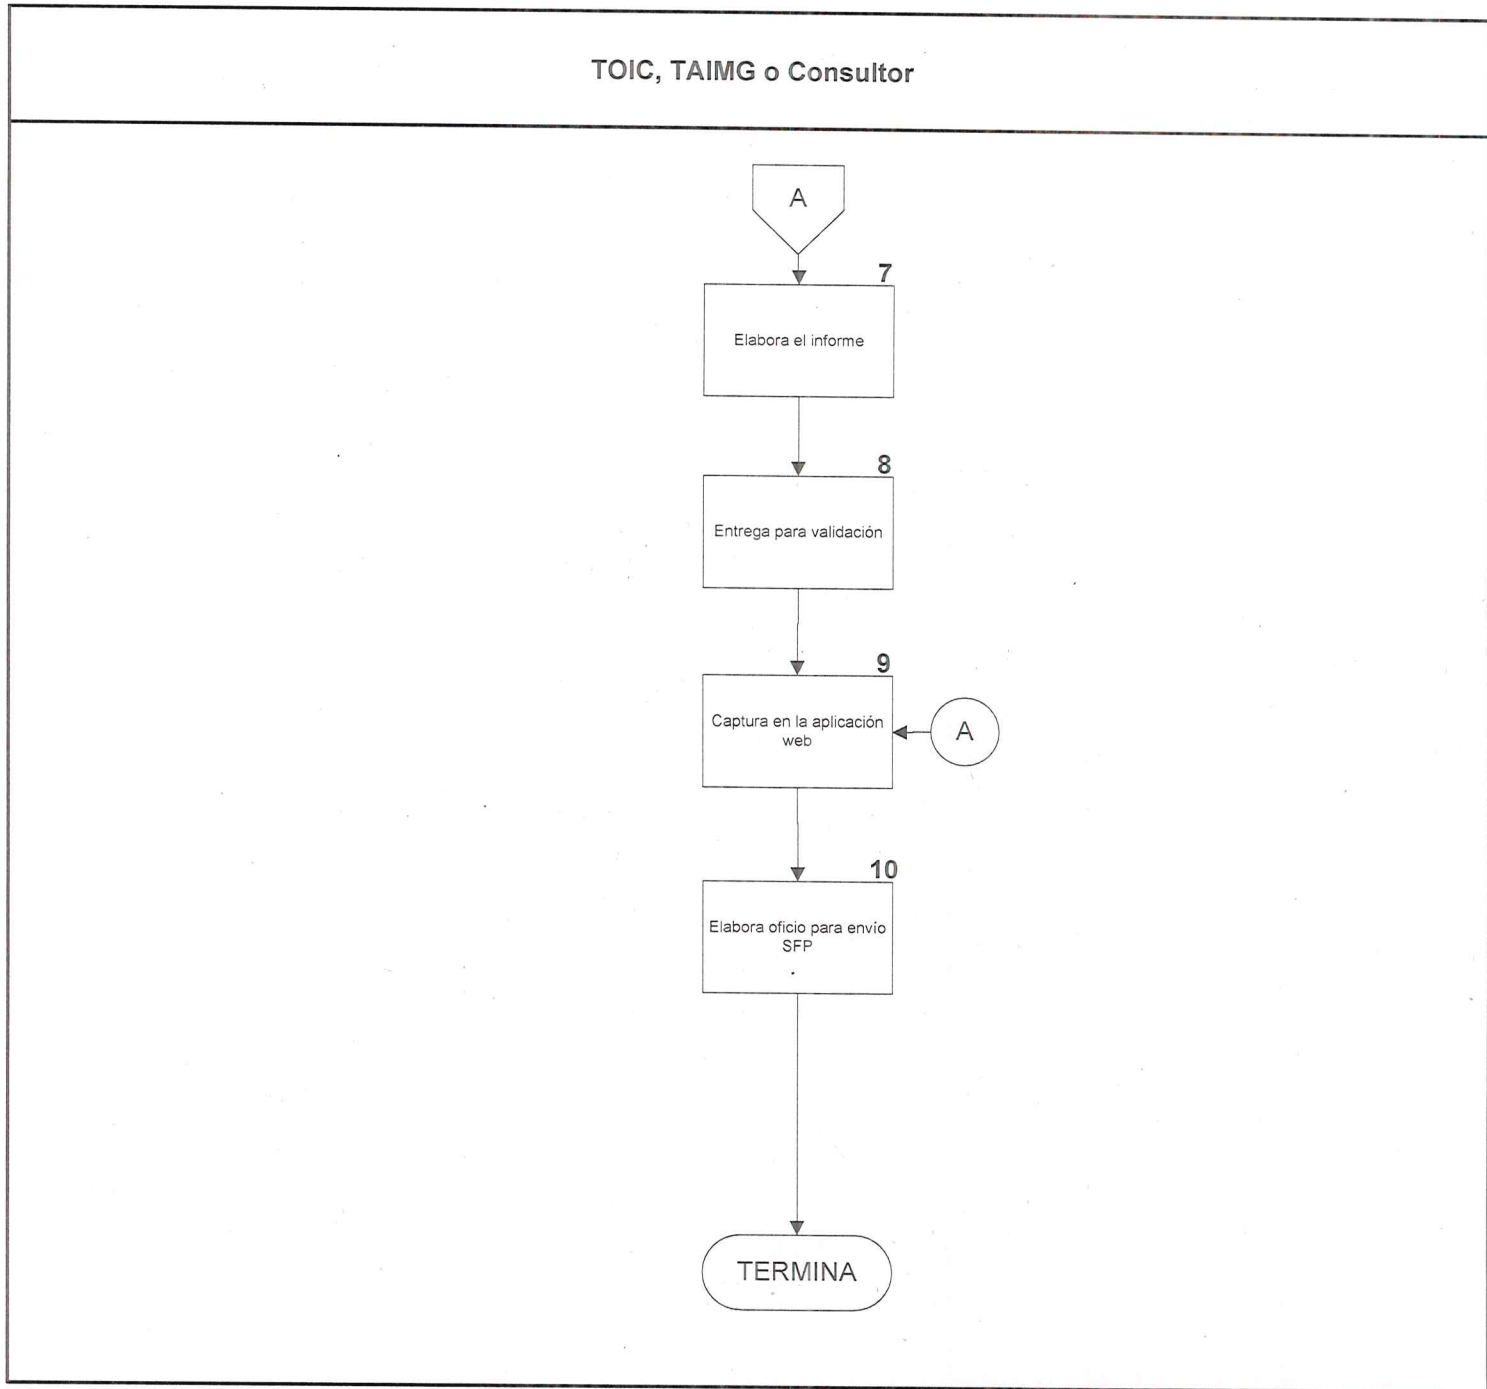 TOIC, TAIMG o Consultor
A
7
Elabora el informe
8
Entrega para validación
9
Captura en la aplicación
web
A
10
Elabora oficio para envío
SFP
TERMINA